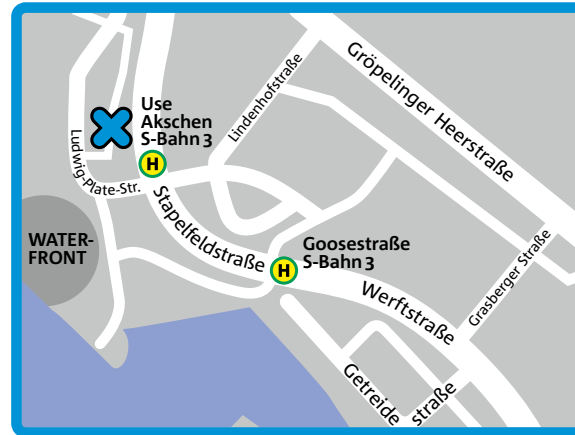 Gröpelinger Heerstraße
Lindenhofstraße
Use
Akschen
S-Bahn 3
H
Ludwig-Plate-Str.
Stapelfeldstraße
WATER-
FRONT
Goosestraße
S-Bahn 3
H
Werftstraße
Grasberger Straße
Getreide
straße